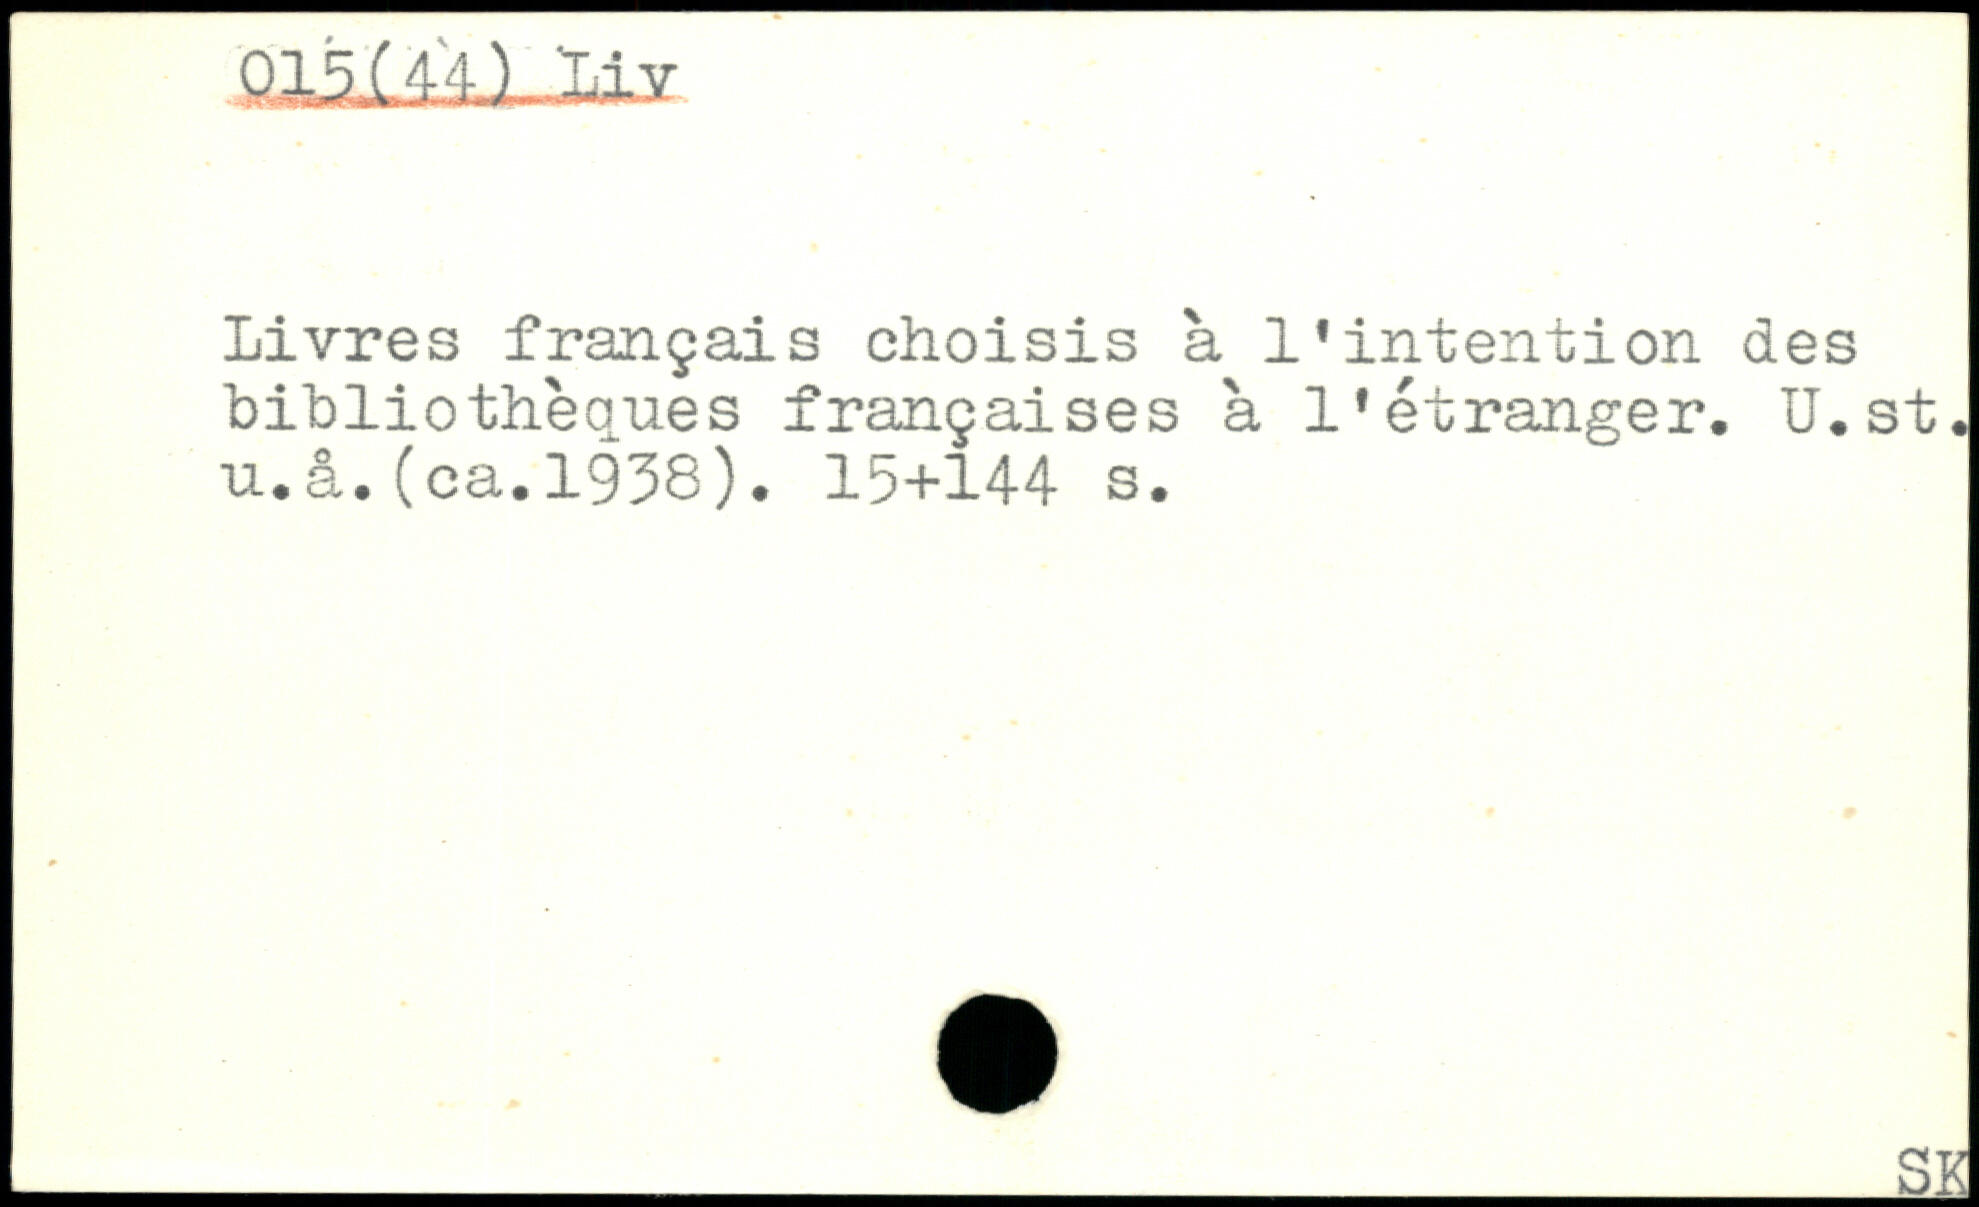 015(44) Liv
Livres français choisis à l'intention des
bibliothèques françaises à l'étranger. U.st.
u.å.(ca.1938). 15+144 s.
SK